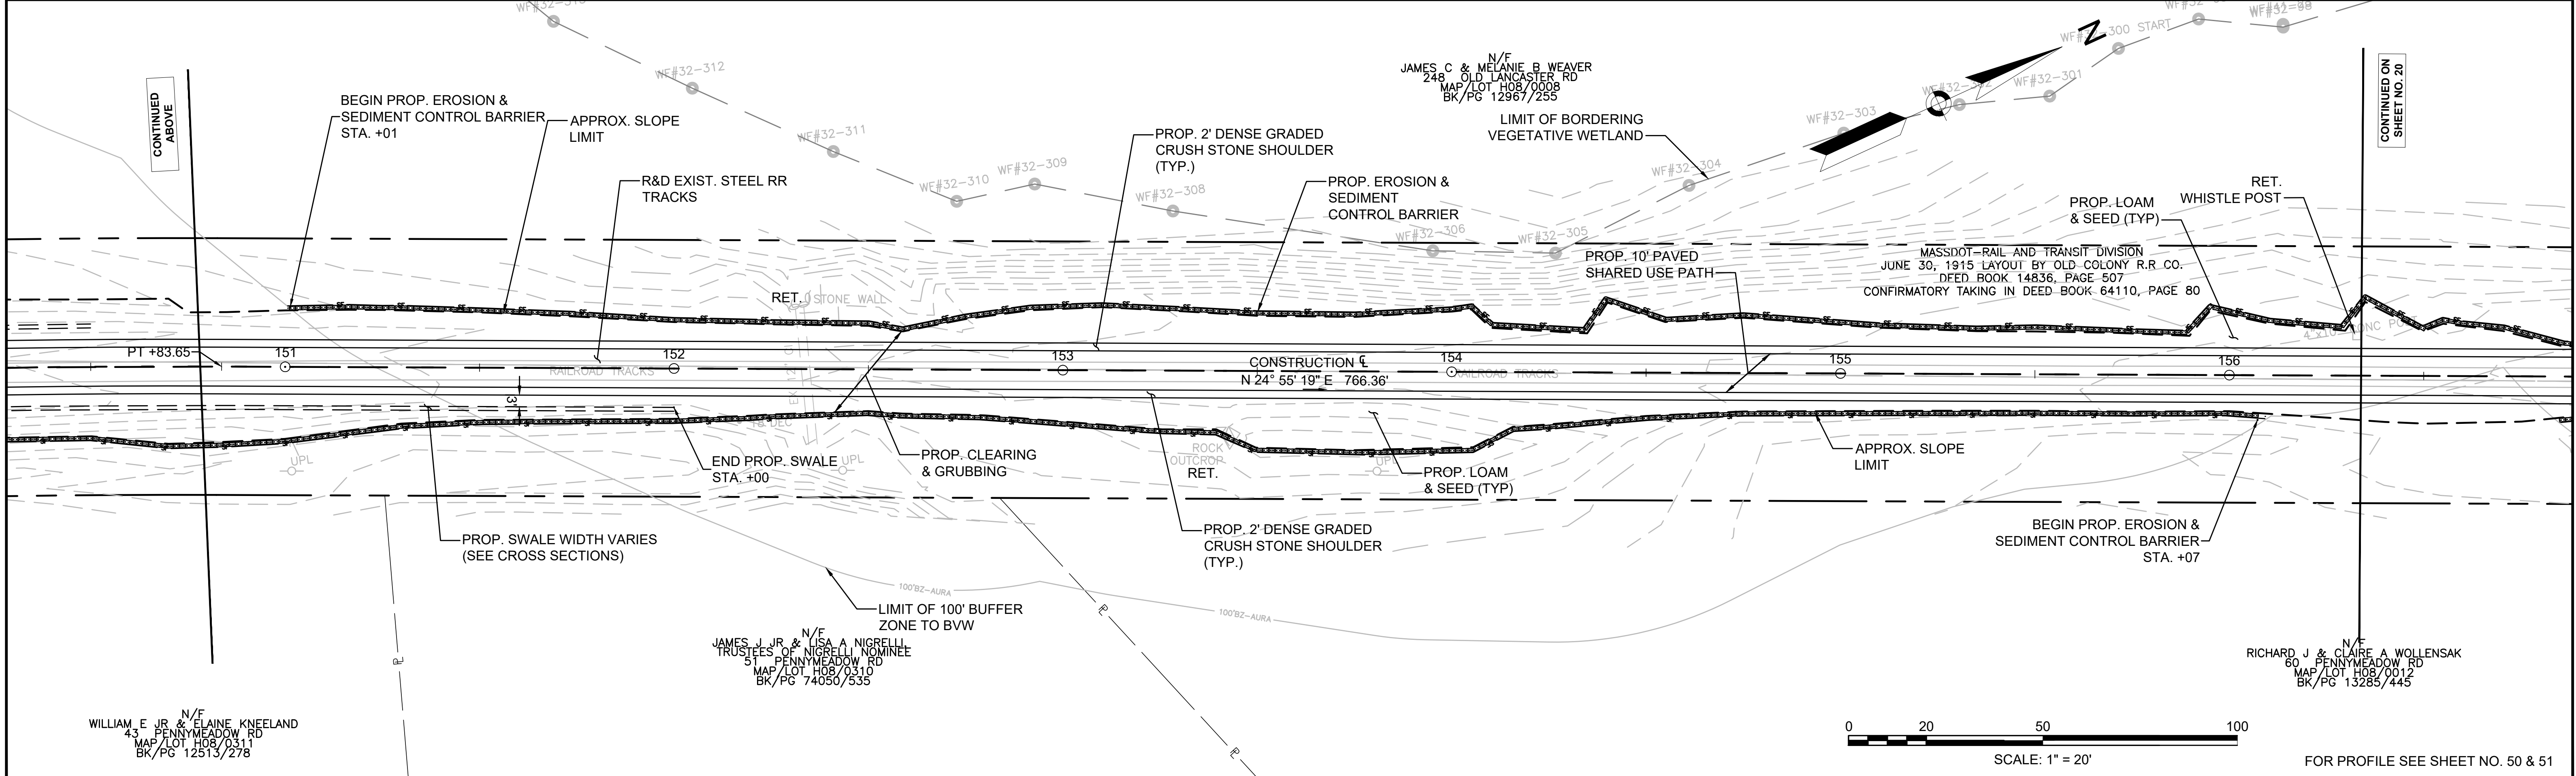 WF#32-312
WF#32-311
WF#32-310
WF#32-309
WF#32-308
WF#32-306
WF#32-305
WF#32-304
WF#32-303
WF#32-301
WF#32-300 START
N
CONTINUED
ABOVE
BEGIN PROP. EROSION &
SEDIMENT CONTROL BARRIER
STA. +01
APPROX. SLOPE
LIMIT
R&D EXIST. STEEL RR
TRACKS
PROP. 2' DENSE GRADED
CRUSH STONE SHOULDER
(TYP.)
PROP. EROSION &
SEDIMENT
CONTROL BARRIER
N/F
JAMES C & MELANIE B WEAVER
248 OLD LANCASTER RD
MAP/LOT H08/0008
BK/PG 12967/255
LIMIT OF BORDERING
VEGETATIVE WETLAND
PROP. 10' PAVED
SHARED USE PATH
PROP. LOAM
& SEED (TYP)
RET.
WHISTLE POST
CONTINUED ON
SHEET NO. 20
MASSDOT-RAIL AND TRANSIT DIVISION
JUNE 30, 1915 LAYOUT BY OLD COLONY R.R CO.
DEED BOOK 14836, PAGE 507
CONFIRMATORY TAKING IN DEED BOOK 64110, PAGE 80
RET.
STONE WALL
PT +83.65
151
152
153
154
155
156
RAILROAD TRACKS
CONSTRUCTION ℄
N 24° 55' 19" E 766.36'
RAILROAD TRACKS
3'
UPL
UPL
UPL
ROCK
OUTCROP
RET.
END PROP. SWALE
STA. +00
PROP. CLEARING
& GRUBBING
PROP. LOAM
& SEED (TYP)
APPROX. SLOPE
LIMIT
PROP. SWALE WIDTH VARIES
(SEE CROSS SECTIONS)
PROP. 2' DENSE GRADED
CRUSH STONE SHOULDER
(TYP.)
BEGIN PROP. EROSION &
SEDIMENT CONTROL BARRIER
STA. +07
100'BZ-AURA
100'BZ-AURA
LIMIT OF 100' BUFFER
ZONE TO BVW
PL
PL
PL
N/F
JAMES J JR & LISA A NIGRELLI,
TRUSTEES OF NIGRELLI NOMINEE
51 PENNYMEADOW RD
MAP/LOT H08/0310
BK/PG 74050/535
N/F
RICHARD J & CLAIRE A WOLLENSAK
60 PENNYMEADOW RD
MAP/LOT H08/0012
BK/PG 13285/445
N/F
WILLIAM E JR & ELAINE KNEELAND
43 PENNYMEADOW RD
MAP/LOT H08/0311
BK/PG 12513/278
0 20 50 100
SCALE: 1" = 20'
FOR PROFILE SEE SHEET NO. 50 & 51